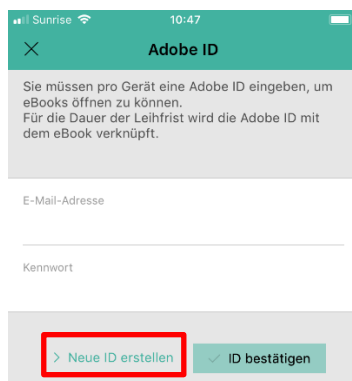 Sunrise 10:47
Adobe ID
Sie müssen pro Gerät eine Adobe ID eingeben, um
eBooks öffnen zu können.
Für die Dauer der Leihfrist wird die Adobe ID mit
dem eBook verknüpft.
E-Mail-Adresse
Kennwort
> Neue ID erstellen
ID bestätigen